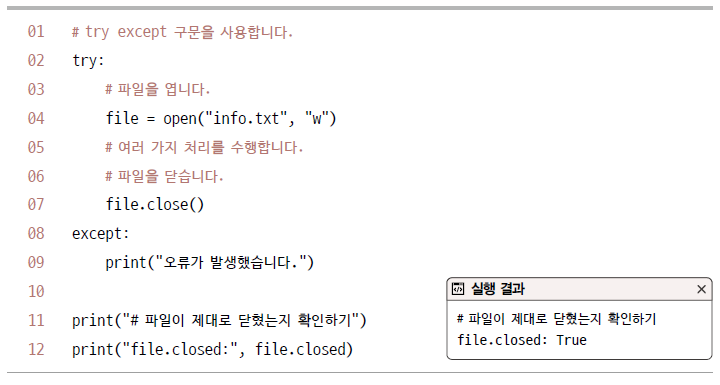 01 # try except 구문을 사용합니다.
02 try:
03     # 파일을 엽니다.
04     file = open("info.txt", "w")
05     # 여러 가지 처리를 수행합니다.
06     # 파일을 닫습니다.
07     file.close()
08 except:
09     print("오류가 발생했습니다.")
10
11 print("# 파일이 제대로 닫혔는지 확인하기")
12 print("file.closed:", file.closed)
</> 실행 결과 ×
# 파일이 제대로 닫혔는지 확인하기
file.closed: True